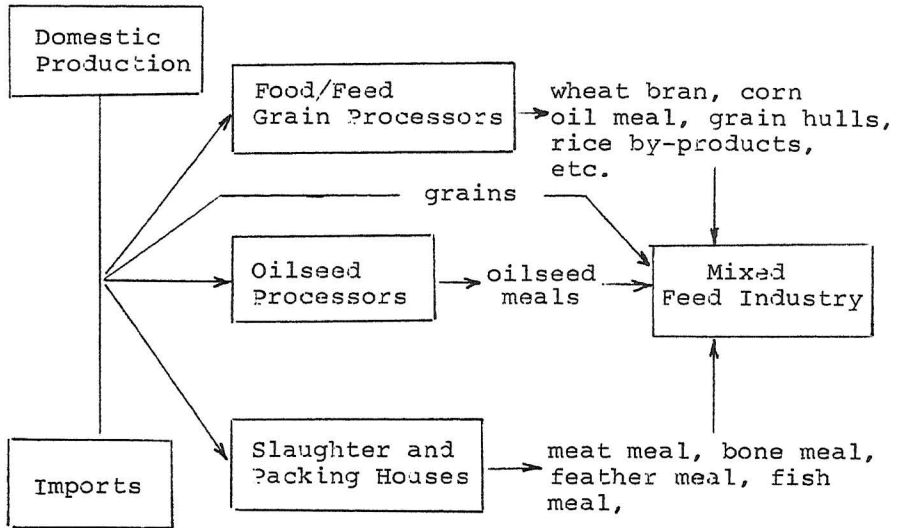 Domestic
Production
Food/Feed
Grain Processors
wheat bran, corn
oil meal, grain hulls,
rice by-products,
etc.
grains
Oilseed
Processors
oilseed
meals
Mixed
Feed Industry
Slaughter and
Packing Houses
meat meal, bone meal,
feather meal, fish
meal,
Imports